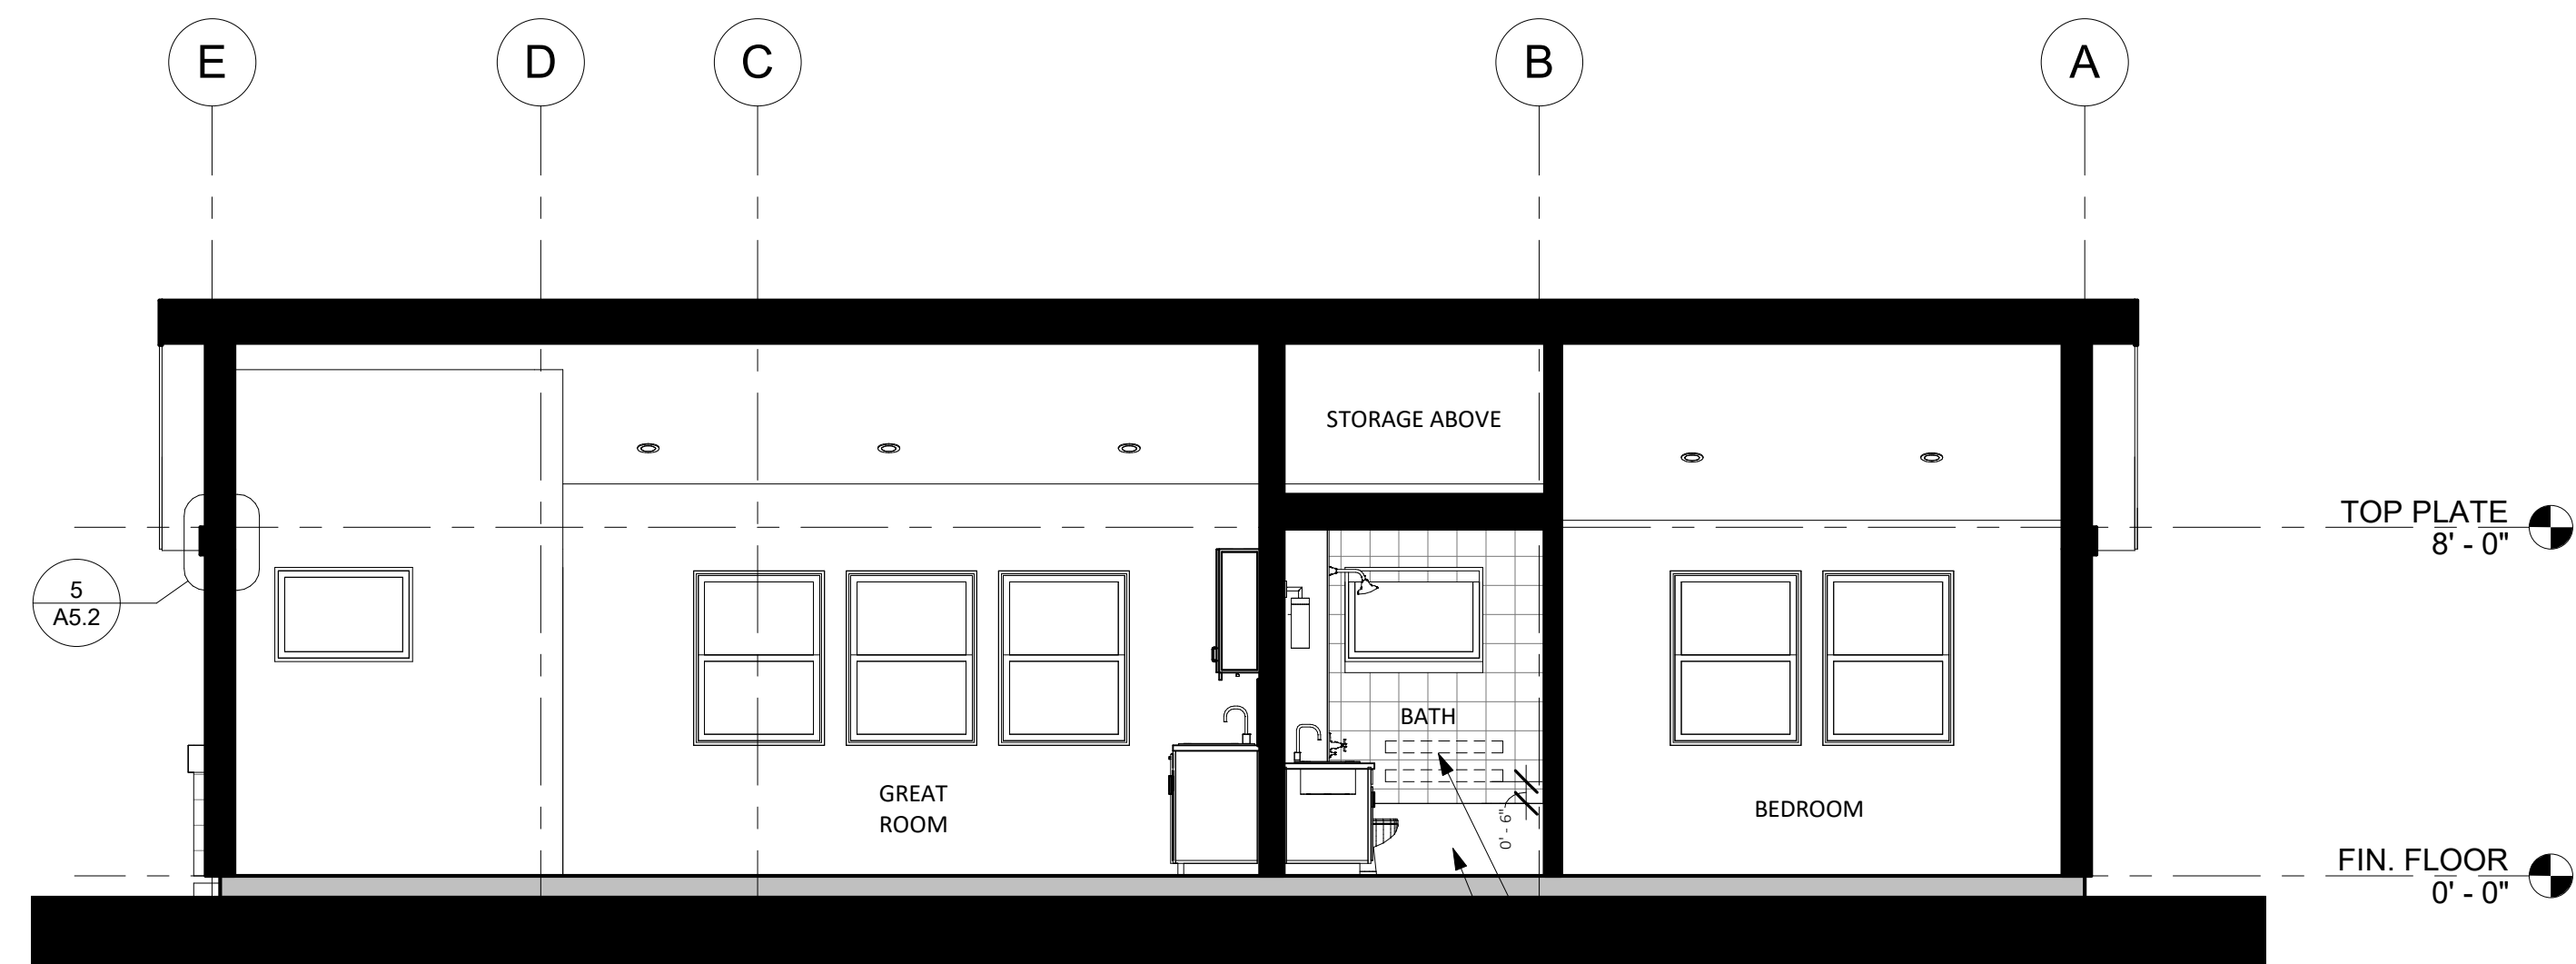 E
D
C
B
A
STORAGE ABOVE
TOP PLATE
8' - 0"
5
A5.2
BATH
GREAT
ROOM
BEDROOM
0' - 6"
FIN. FLOOR
0' - 0"